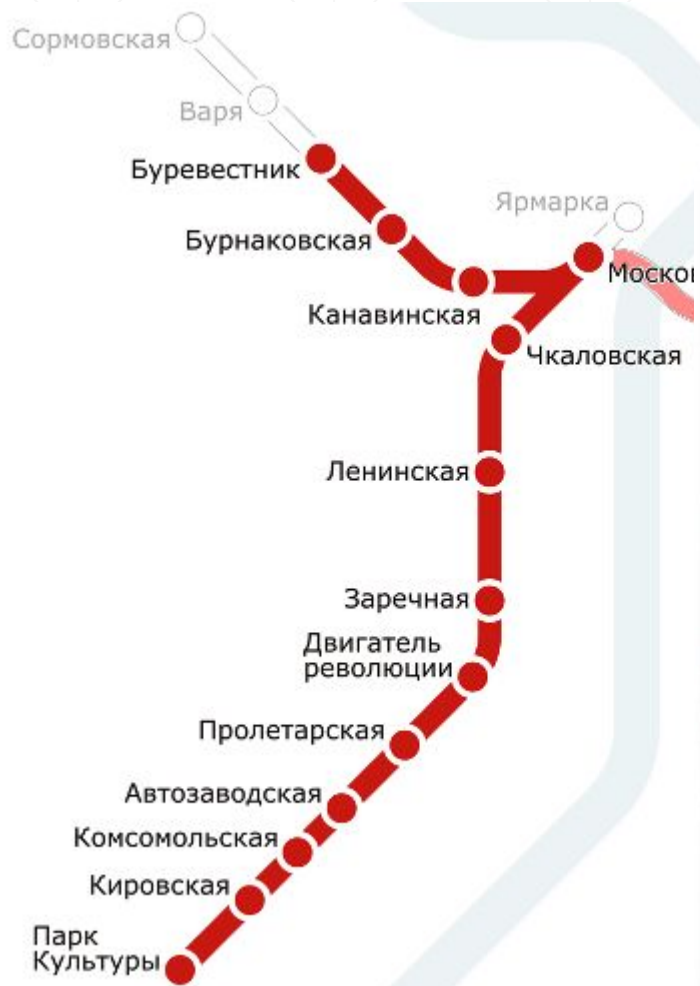 Сормовская
Варя
Буревестник
Ярмарка
Бурнаковская
Канавинская
Чкаловская
Ленинская
Заречная
Двигатель
революции
Пролетарская
Автозаводская
Комсомольская
Кировская
Парк
Культуры